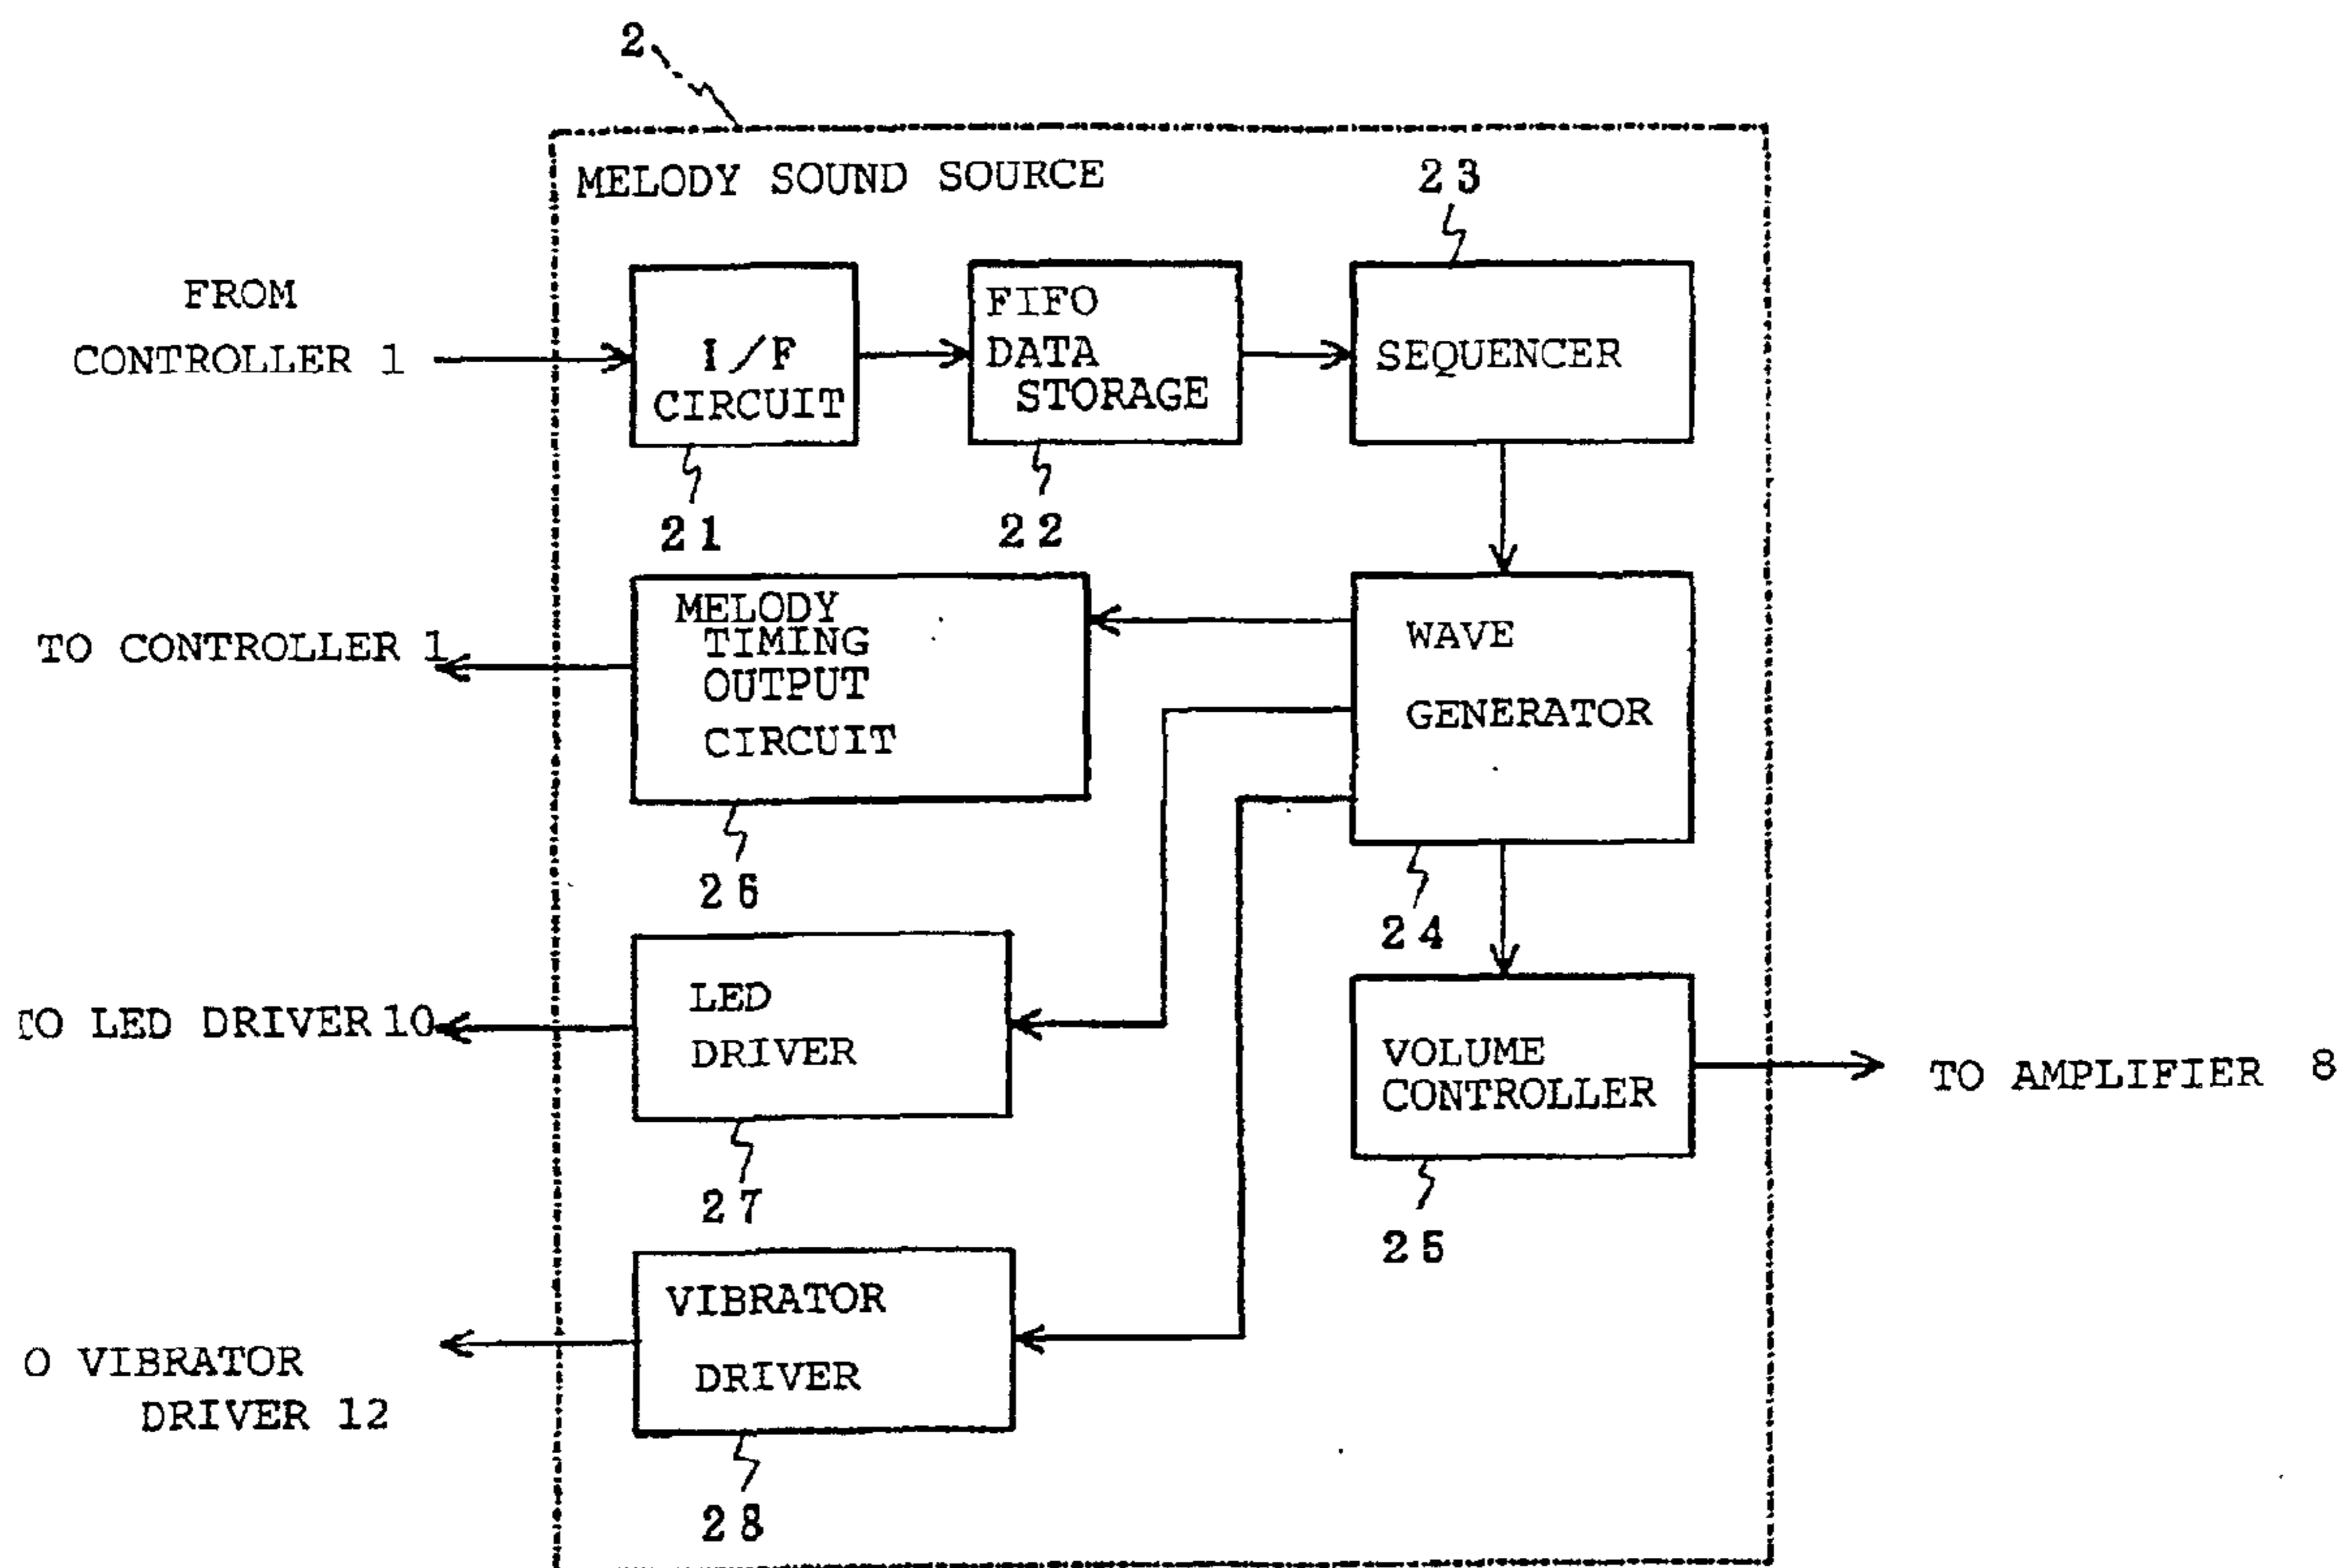 2
MELODY SOUND SOURCE
23
FROM
CONTROLLER 1
I/F
CIRCUIT
FIFO
DATA
STORAGE
SEQUENCER
21
22
TO CONTROLLER 1
MELODY
TIMING
OUTPUT
CIRCUIT
WAVE
GENERATOR
26
24
TO LED DRIVER 10
LED
DRIVER
VOLUME
CONTROLLER
TO AMPLIFIER 8
27
25
O VIBRATOR
DRIVER 12
VIBRATOR
DRIVER
28